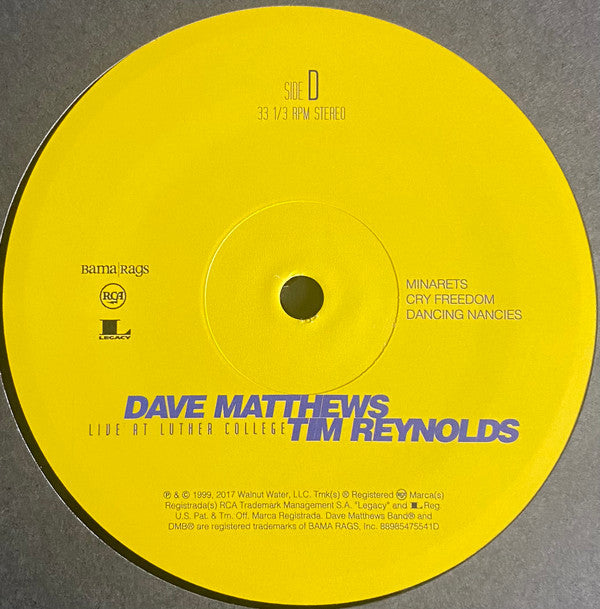 SIDE D
33 1/3 RPM STEREO
Bama|Rags
RCA
L
LEGACY
MINARETS
CRY FREEDOM
DANCING NANCIES
DAVE MATTHEWS
LIVE AT LUTHER COLLEGE TIM REYNOLDS
℗ & © 1999, 2017 Walnut Water, LLC. Tmk(s) ® Registered RCA Marca(s)
Registrada(s) RCA Trademark Management S.A. "Legacy" and L Reg.
U.S. Pat. & Tm. Off. Marca Registrada. Dave Matthews Band® and
DMB® are registered trademarks of BAMA RAGS, Inc. 88985475541D